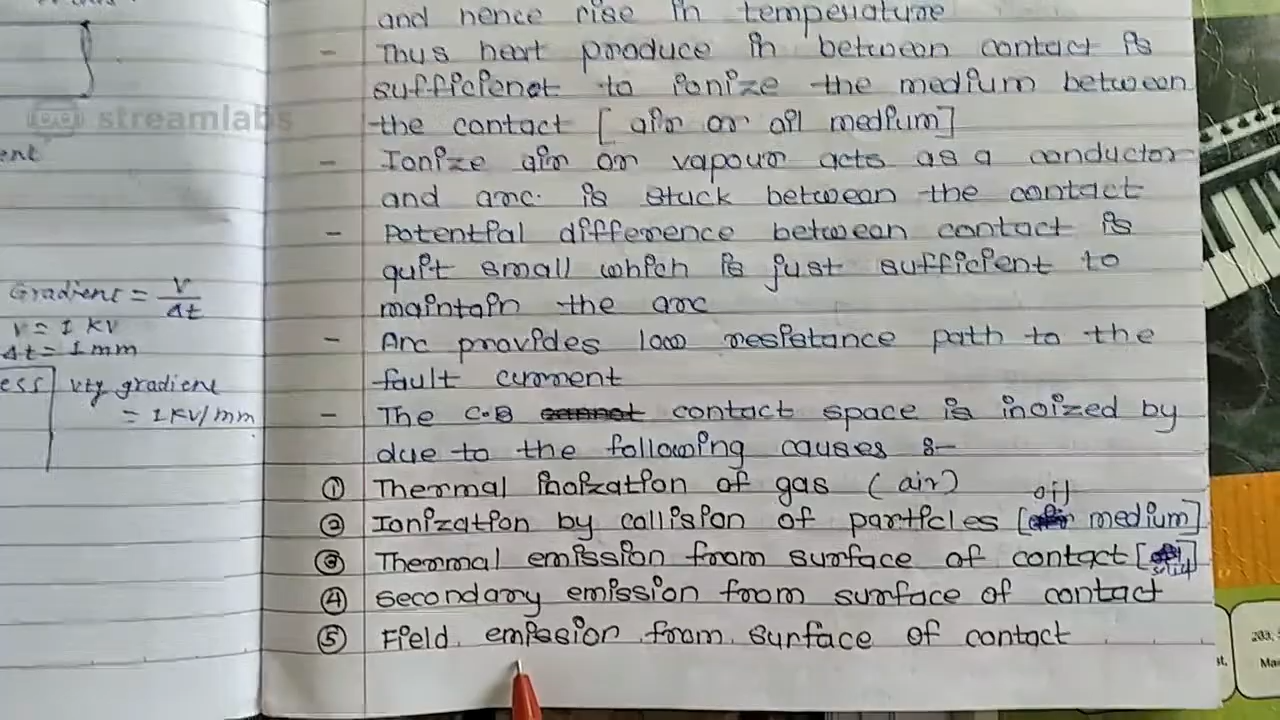 streamlabs
ent
Gradient = V/Δt
V = 1 KV
Δt = 1 mm
ess | vtg gradient
= 1 KV/mm
and hence rise in temperature
- Thus heat produce in between contact is
sufficienet to ionize the medium between
the contact [ air or oil medium]
- Ionize air or vapour acts as a conductor
and arc. is stuck between the contact
- Potential difference between contact is
quit small which is just sufficient to
maintain the arc
- Arc provides low resistance path to the
fault current
- The C.B cannot contact space is inoized by
due to the following causes :-
① Thermal inoization of gas (air)
oil
② Ionization by collision of particles [ medium]
③ Thermal emission from surface of contact [
④ Secondary emission from surface of contact
⑤ Field emission from surface of contact